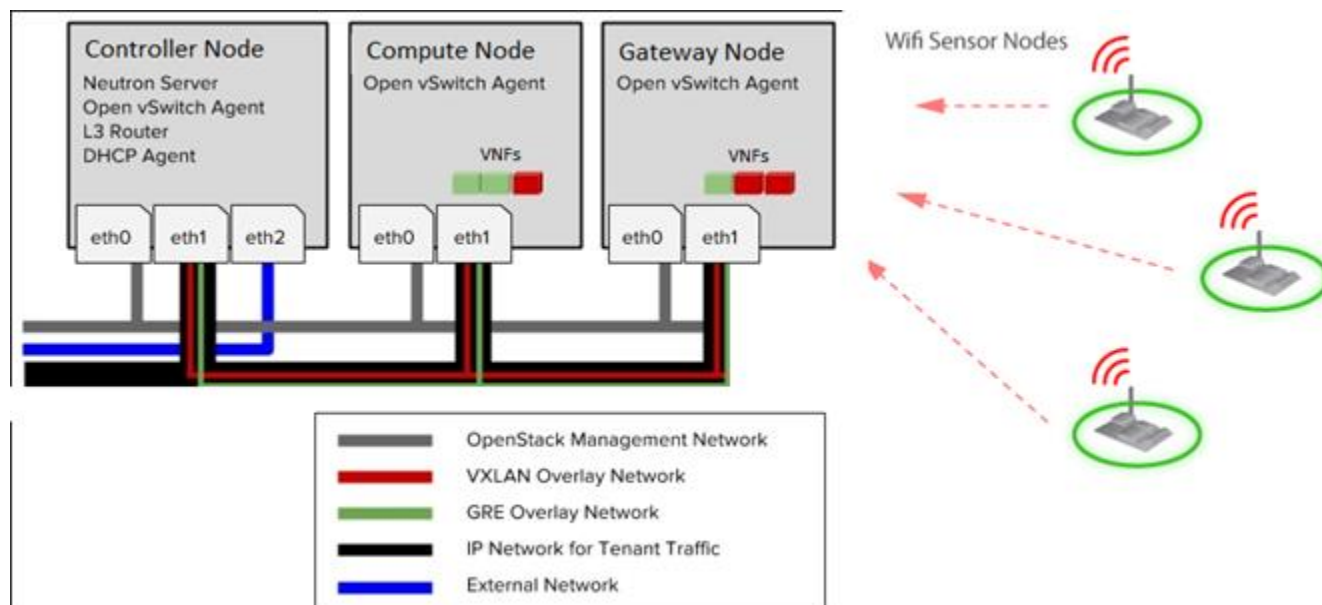 Controller Node
Neutron Server
Open vSwitch Agent
L3 Router
DHCP Agent
eth0
eth1
eth2
Compute Node
Open vSwitch Agent
VNFs
eth0
eth1
Gateway Node
Open vSwitch Agent
VNFs
eth0
eth1
Wifi Sensor Nodes
OpenStack Management Network
VXLAN Overlay Network
GRE Overlay Network
IP Network for Tenant Traffic
External Network